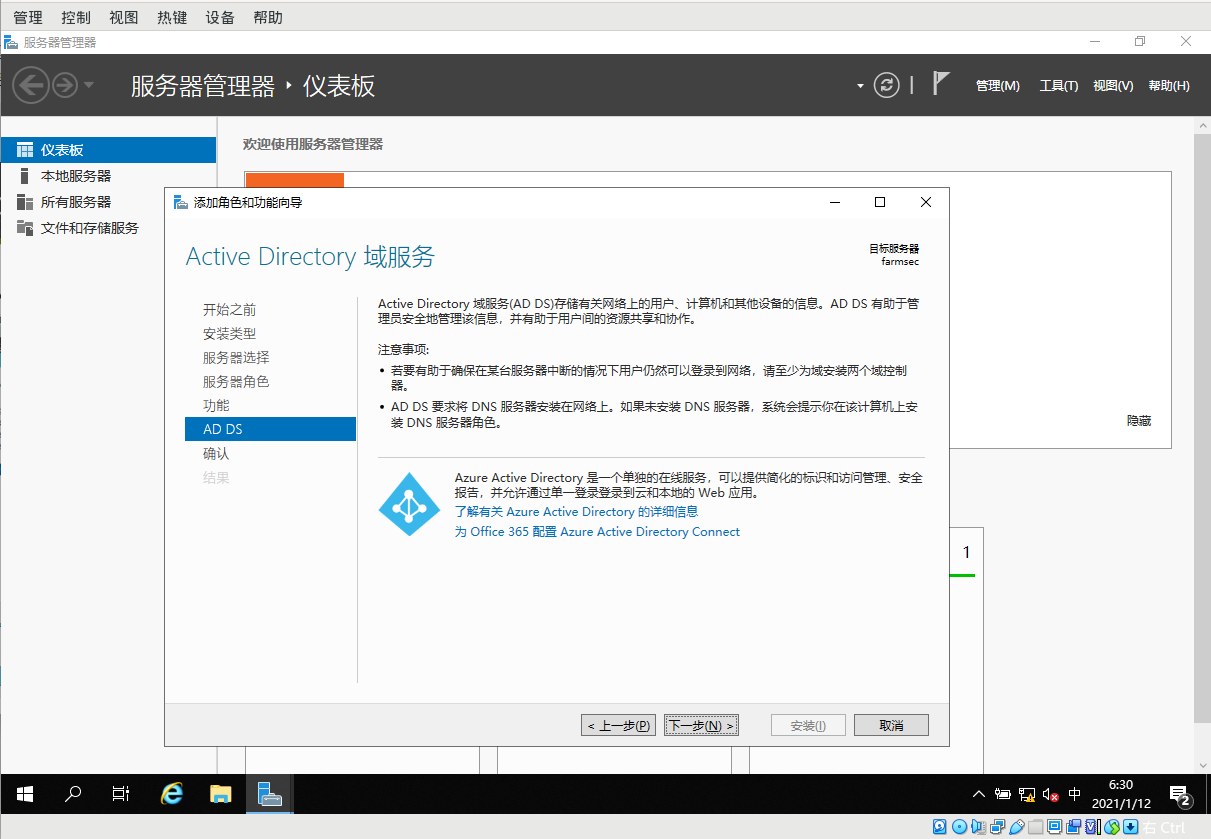 管理 控制 视图 热键 设备 帮助
服务器管理器
服务器管理器 仪表板
管理(M) 工具(T) 视图(V) 帮助(H)
仪表板
本地服务器
所有服务器
文件和存储服务
欢迎使用服务器管理器
隐藏
1
添加角色和功能向导
Active Directory 域服务
目标服务器
farmsec
开始之前
安装类型
服务器选择
服务器角色
功能
AD DS
确认
结果
Active Directory 域服务(AD DS)存储有关网络上的用户、计算机和其他设备的信息。AD DS 有助于管
理员安全地管理该信息，并有助于用户间的资源共享和协作。
注意事项:
• 若要有助于确保在某台服务器中断的情况下用户仍然可以登录到网络，请至少为域安装两个域控制
器。
• AD DS 要求将 DNS 服务器安装在网络上。如果未安装 DNS 服务器，系统会提示你在该计算机上安
装 DNS 服务器角色。
Azure Active Directory 是一个单独的在线服务，可以提供简化的标识和访问管理、安全
报告，并允许通过单一登录登录到云和本地的 Web 应用。
了解有关 Azure Active Directory 的详细信息
为 Office 365 配置 Azure Active Directory Connect
< 上一步(P) 下一步(N) > 安装(I) 取消
中
6:30
2021/1/12
2
右 Ctrl